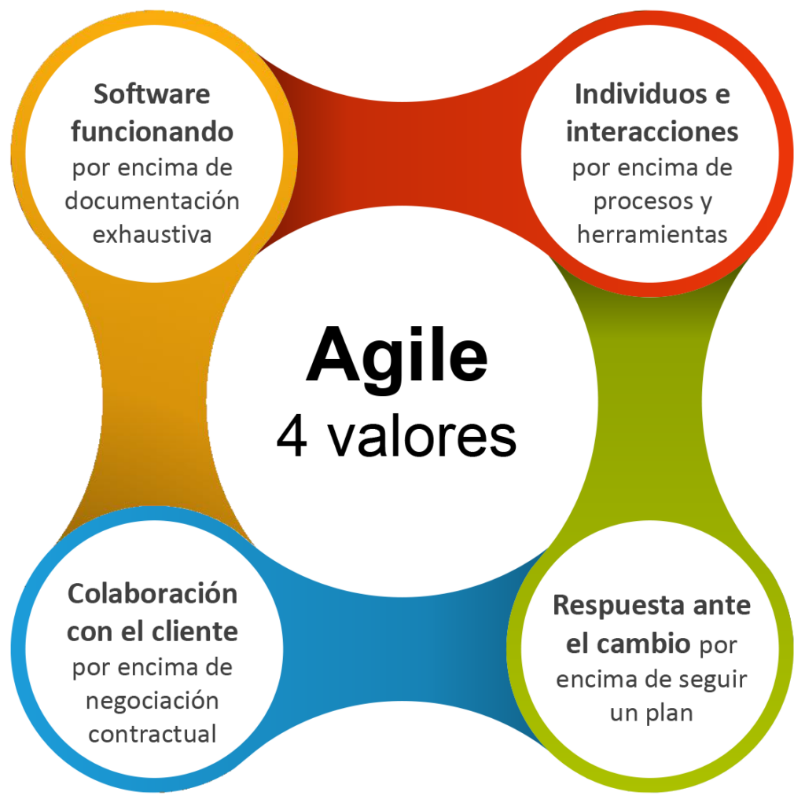 Software
funcionando
por encima de
documentación
exhaustiva
Individuos e
interacciones
por encima de
procesos y
herramientas
Agile
4 valores
Colaboración
con el cliente
por encima de
negociación
contractual
Respuesta ante
el cambio por
encima de seguir
un plan